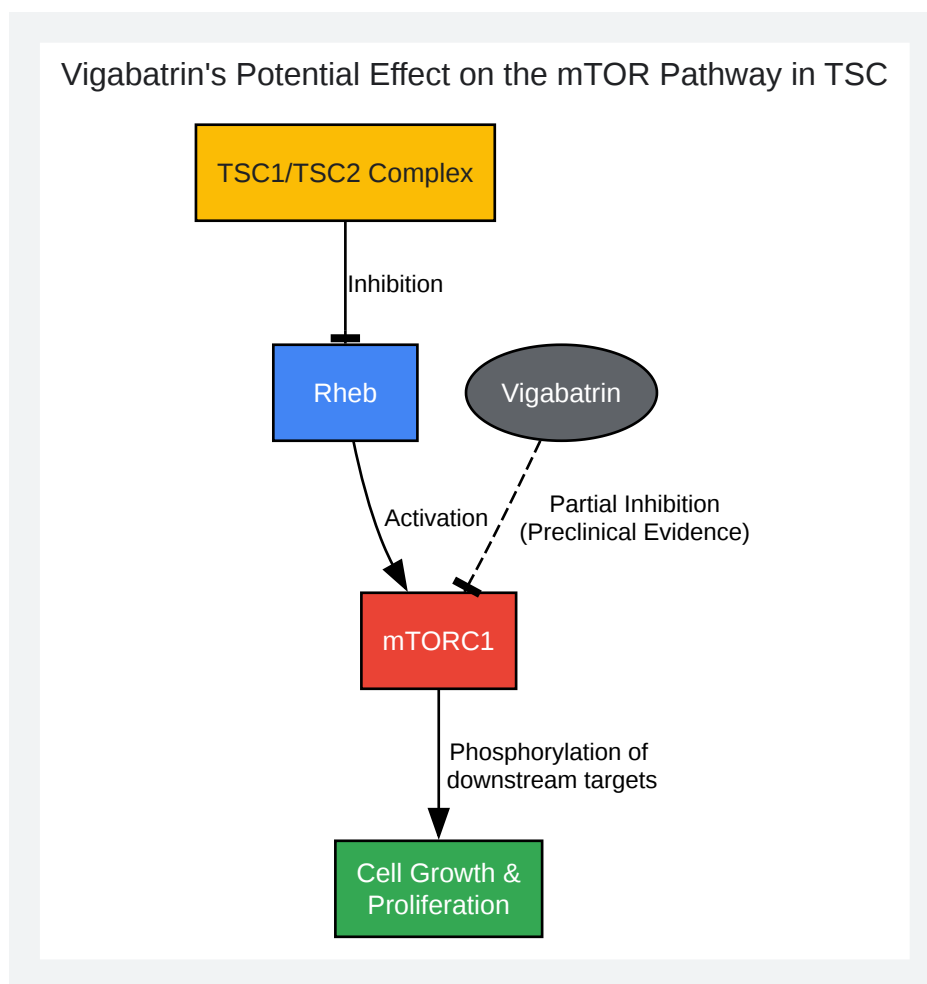 Vigabatrin's Potential Effect on the mTOR Pathway in TSC
TSC1/TSC2 Complex
Inhibition
Rheb
Vigabatrin
Activation
Partial Inhibition
(Preclinical Evidence)
mTORC1
Phosphorylation of
downstream targets
Cell Growth &
Proliferation